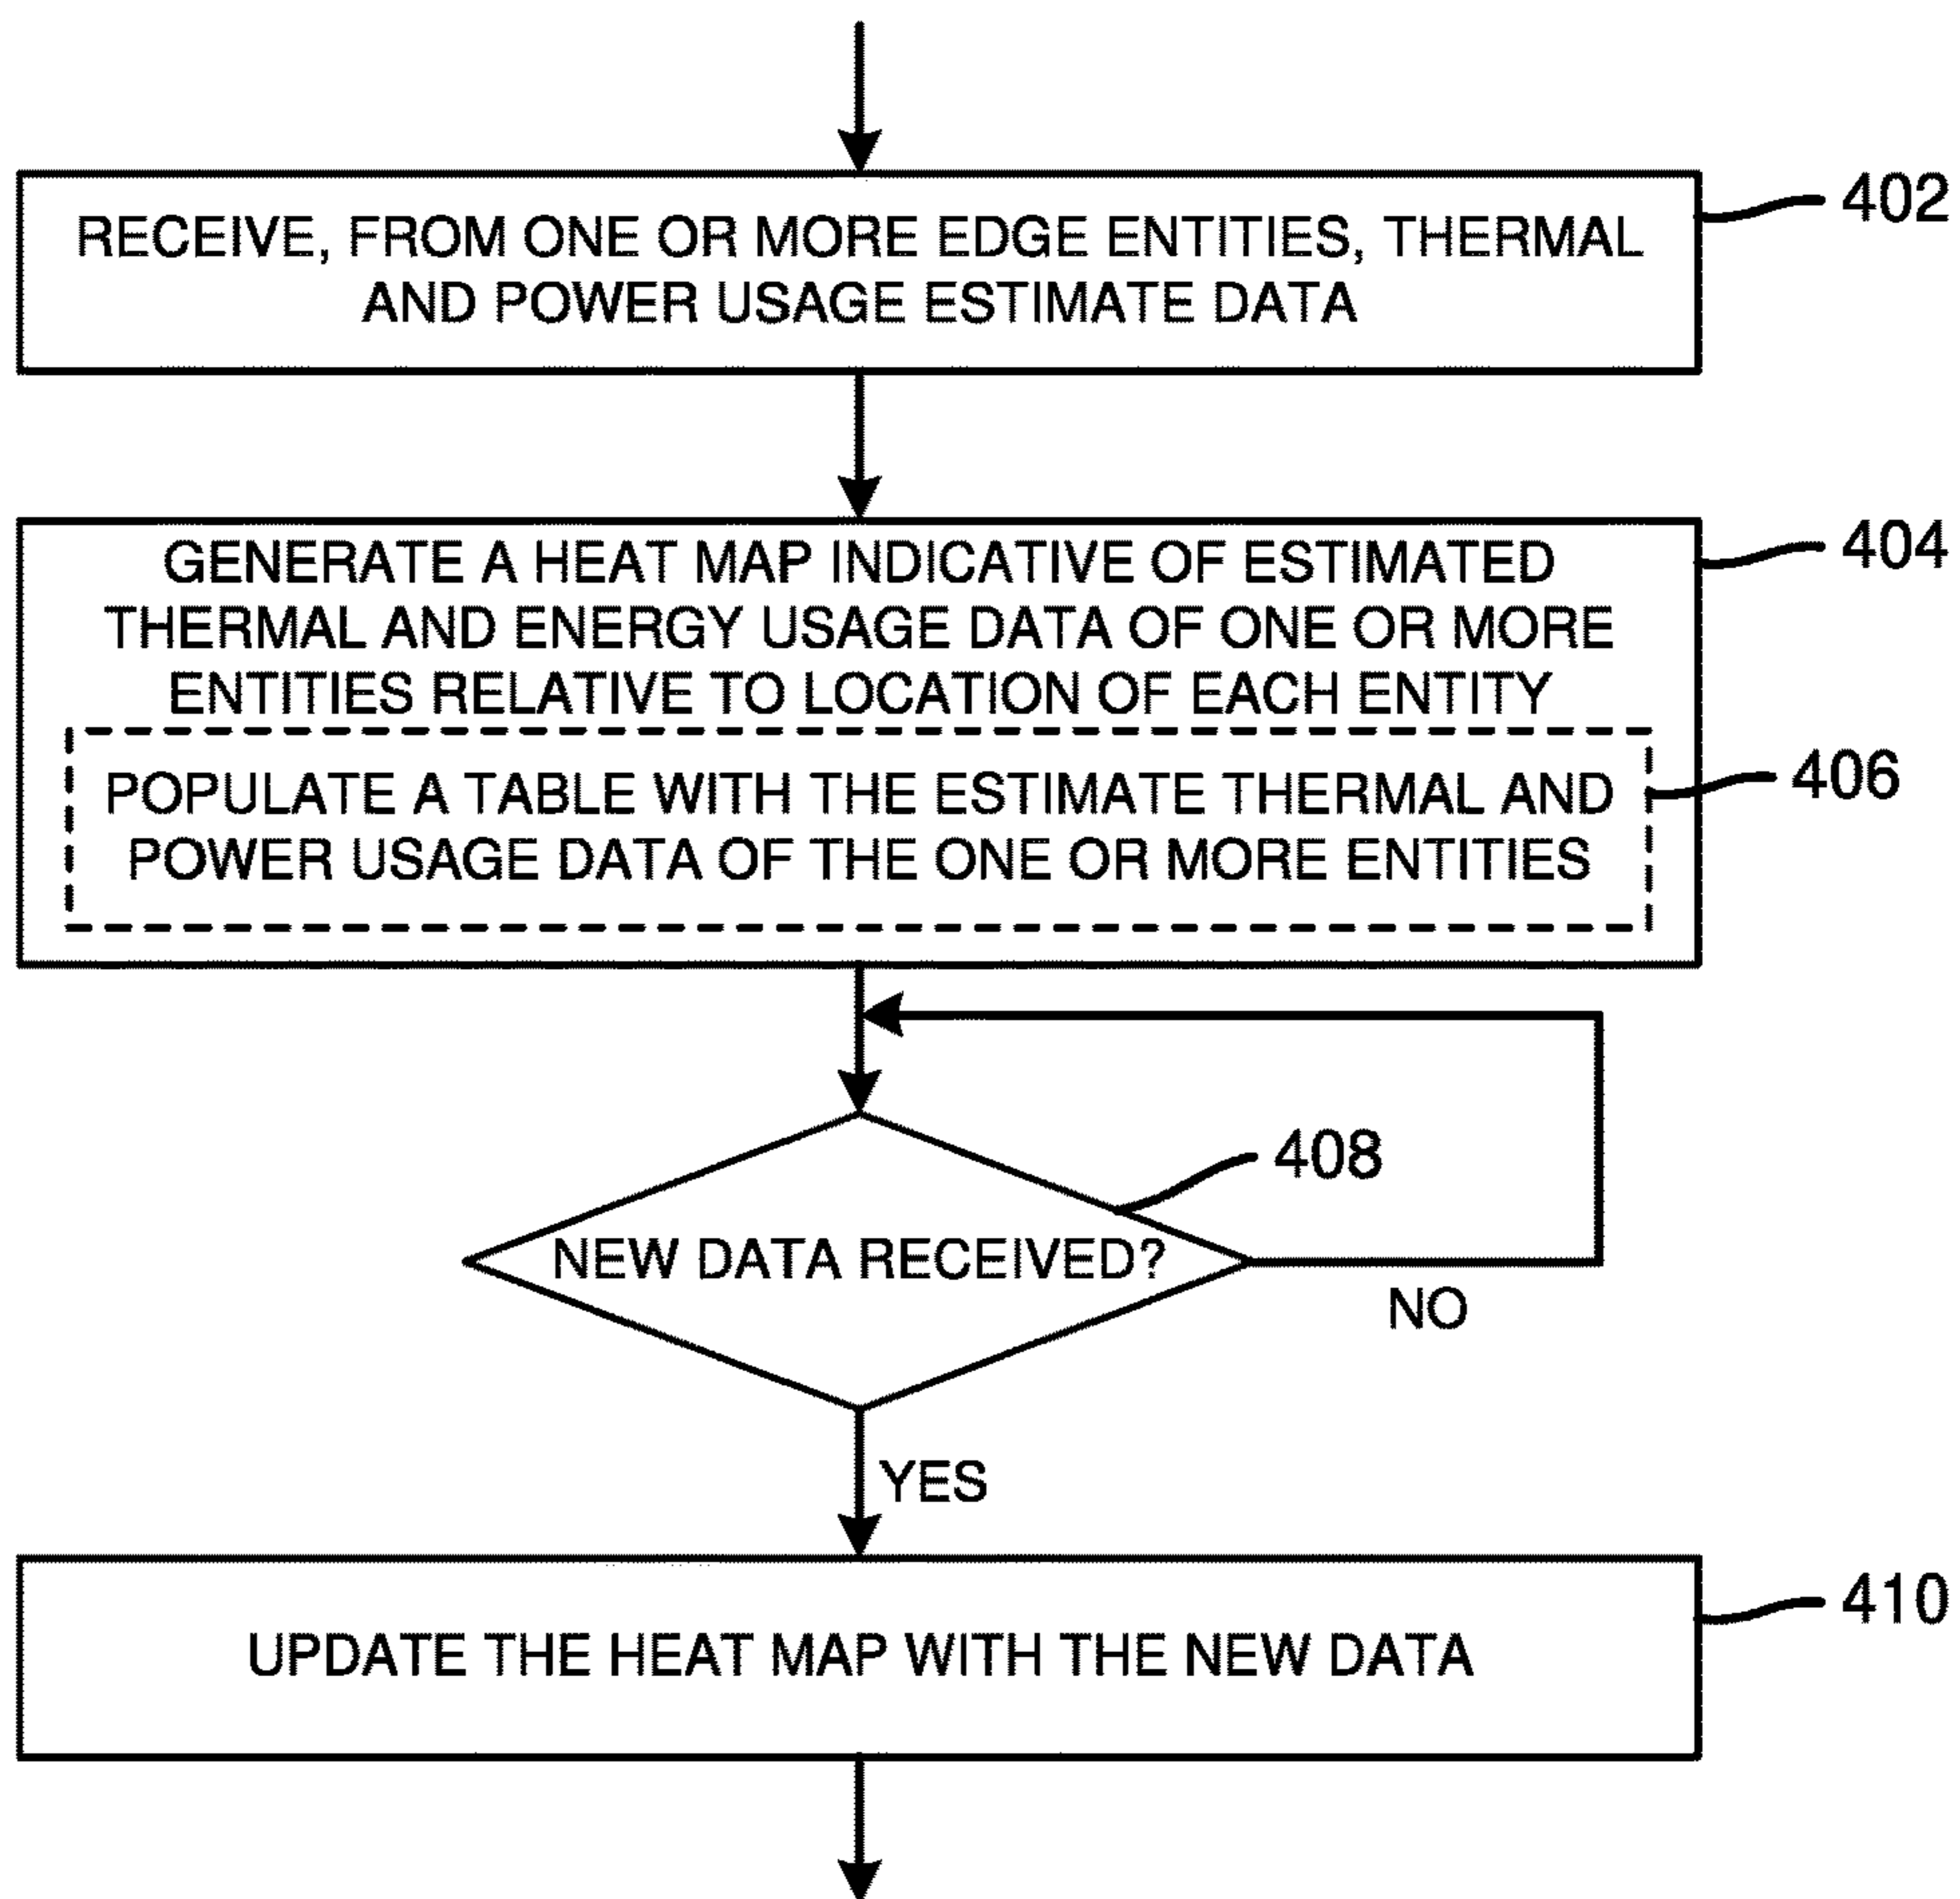 RECEIVE, FROM ONE OR MORE EDGE ENTITIES, THERMAL
AND POWER USAGE ESTIMATE DATA
402
GENERATE A HEAT MAP INDICATIVE OF ESTIMATED
THERMAL AND ENERGY USAGE DATA OF ONE OR MORE
ENTITIES RELATIVE TO LOCATION OF EACH ENTITY
404
POPULATE A TABLE WITH THE ESTIMATE THERMAL AND
POWER USAGE DATA OF THE ONE OR MORE ENTITIES
406
408
NEW DATA RECEIVED?
NO
YES
UPDATE THE HEAT MAP WITH THE NEW DATA
410